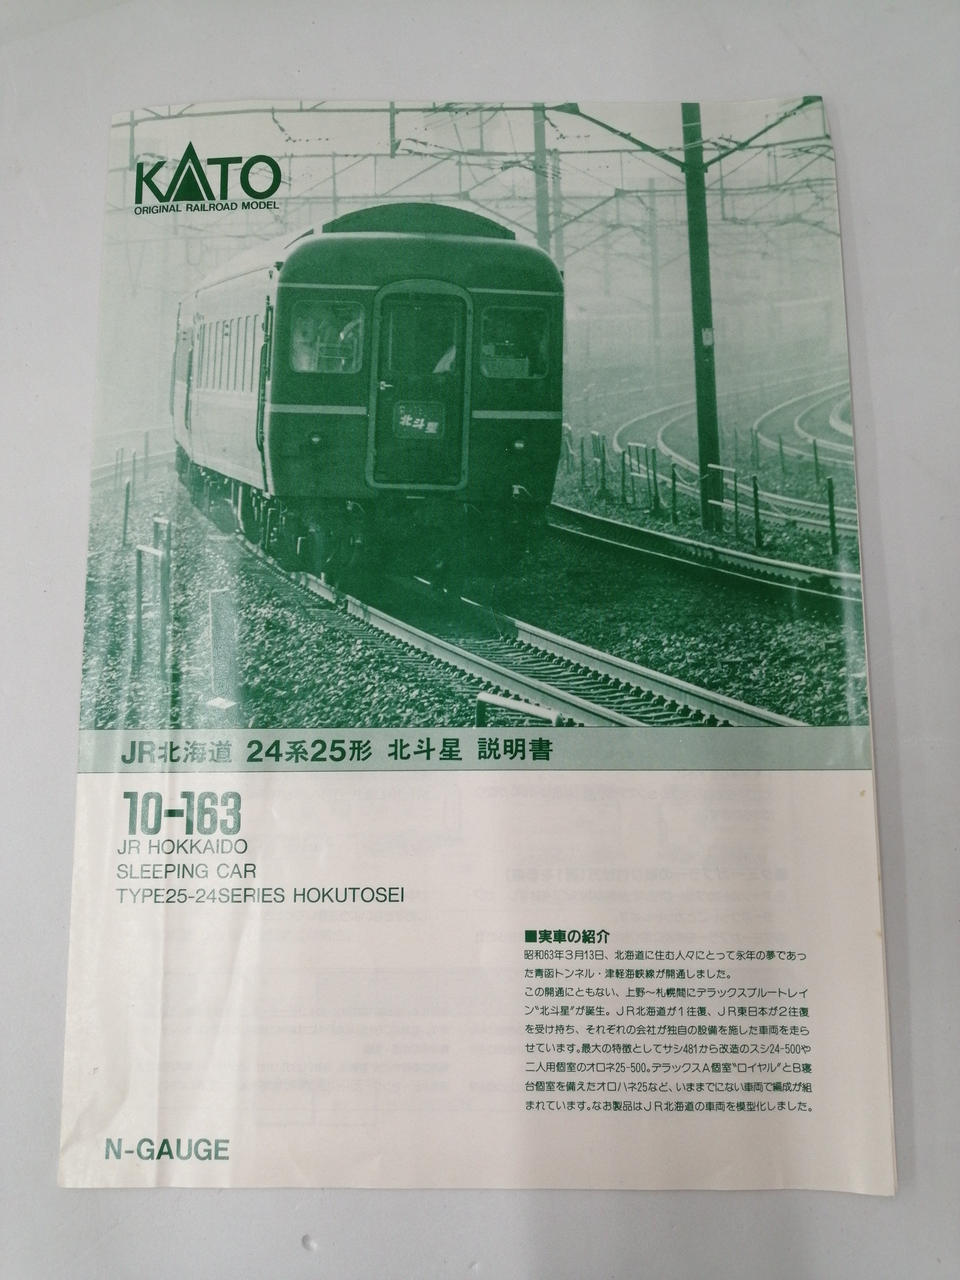 KATO
ORIGINAL RAILROAD MODEL
北斗星
JR北海道 24系25形 北斗星 説明書
10-163
JR HOKKAIDO
SLEEPING CAR
TYPE25-24SERIES HOKUTOSEI
■実車の紹介
昭和63年3月13日、北海道に住む人々にとって永年の夢であっ
た青函トンネル・津軽海峡線が開通しました。
この開通にともない、上野〜札幌間にデラックスブルートレイ
ン"北斗星"が誕生。JR北海道が1往復、JR東日本が2往復
を受け持ち、それぞれの会社が独自の設備を施した車両を走ら
せています。最大の特徴としてサシ481から改造のスシ24-500や
二人用個室のオロネ25-500。デラックスA個室"ロイヤル"とB寝
台個室を備えたオロハネ25など、いままでにない車両で編成が組
まれています。なお製品はJR北海道の車両を模型化しました。
N-GAUGE